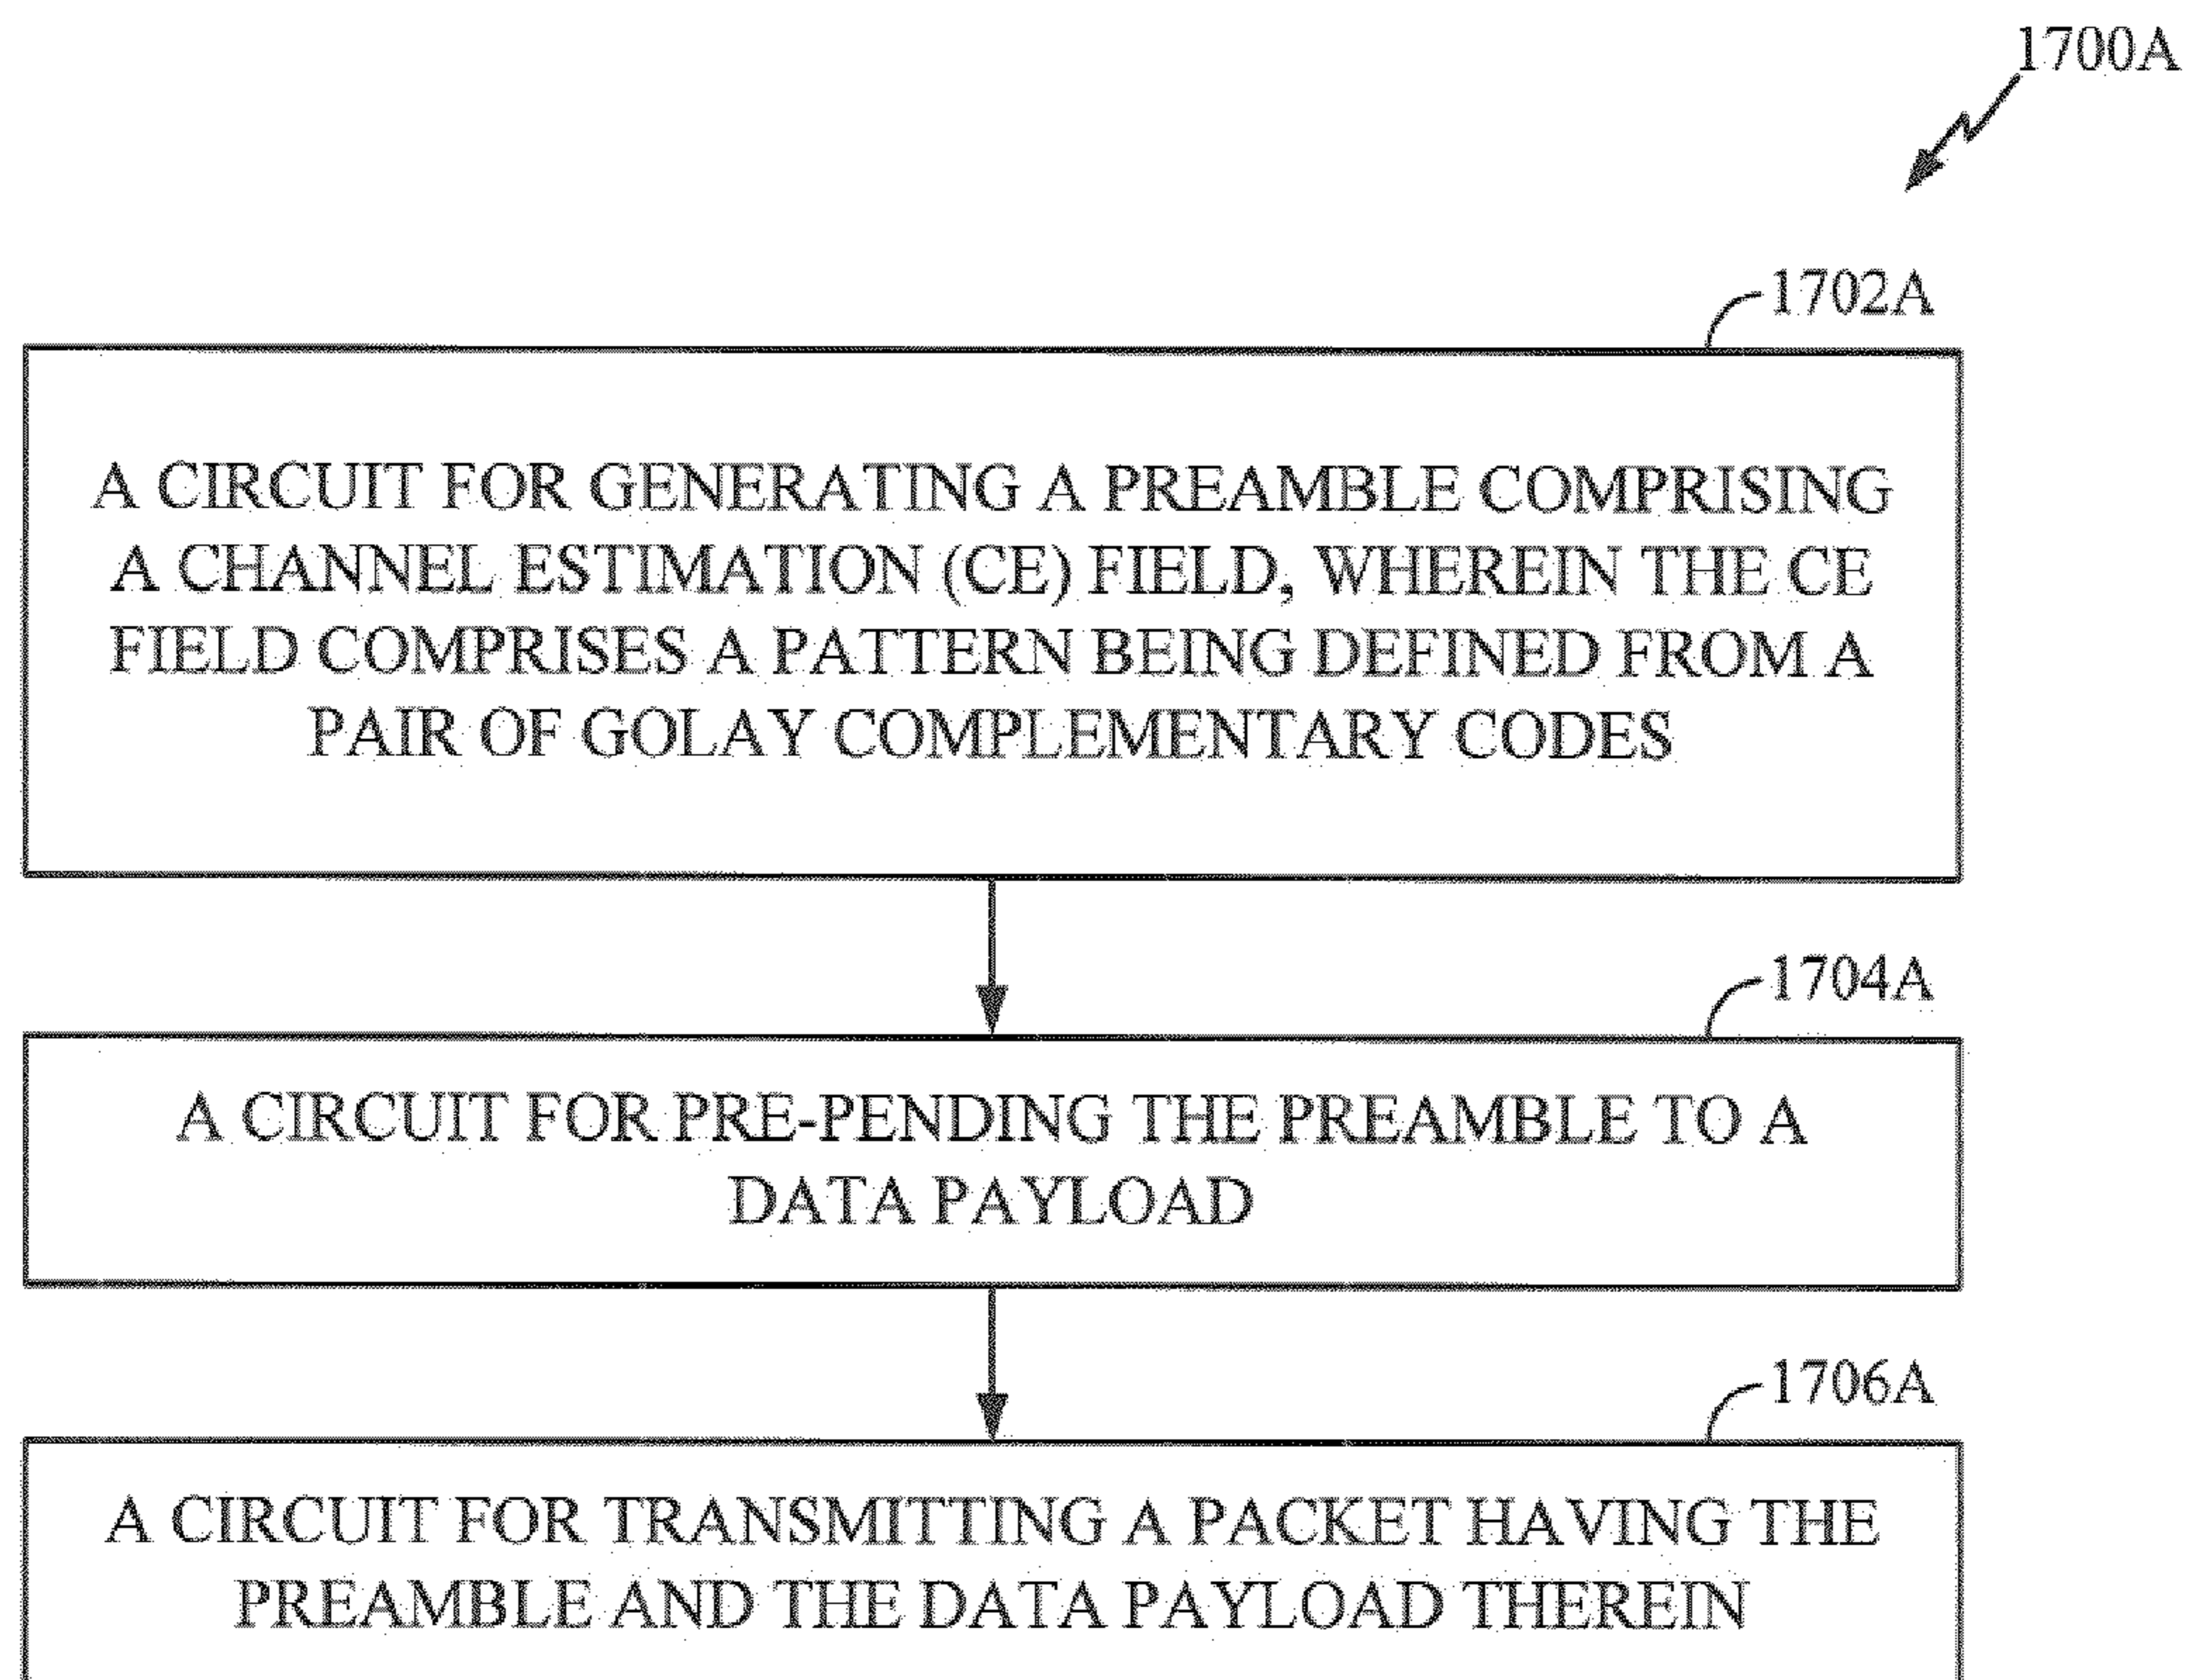 1700A
1702A
A CIRCUIT FOR GENERATING A PREAMBLE COMPRISING
A CHANNEL ESTIMATION (CE) FIELD, WHEREIN THE CE
FIELD COMPRISES A PATTERN BEING DEFINED FROM A
PAIR OF GOLAY COMPLEMENTARY CODES
1704A
A CIRCUIT FOR PRE-PENDING THE PREAMBLE TO A
DATA PAYLOAD
1706A
A CIRCUIT FOR TRANSMITTING A PACKET HAVING THE
PREAMBLE AND THE DATA PAYLOAD THEREIN